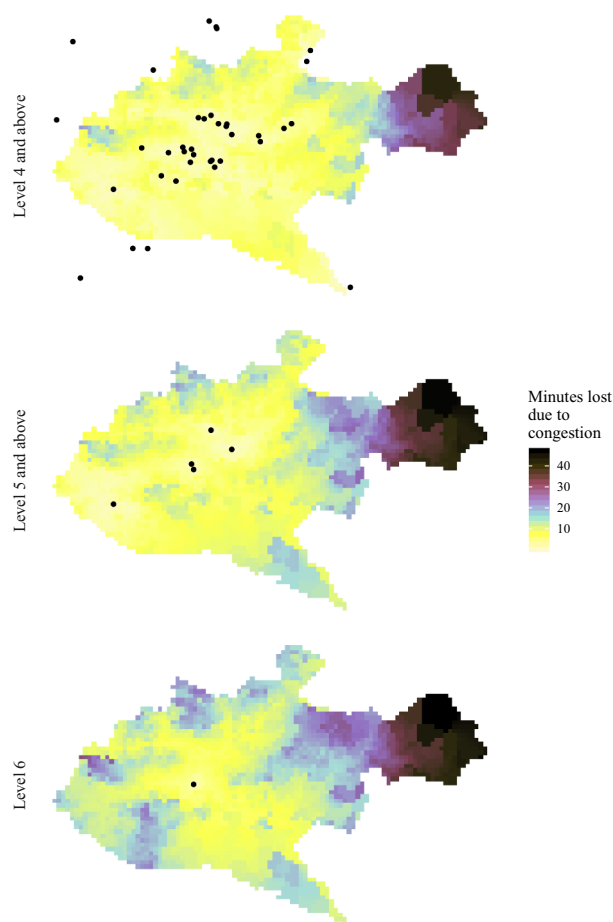 Level 4 and above
Level 5 and above
Minutes lost
due to
congestion
40
30
20
10
Level 6